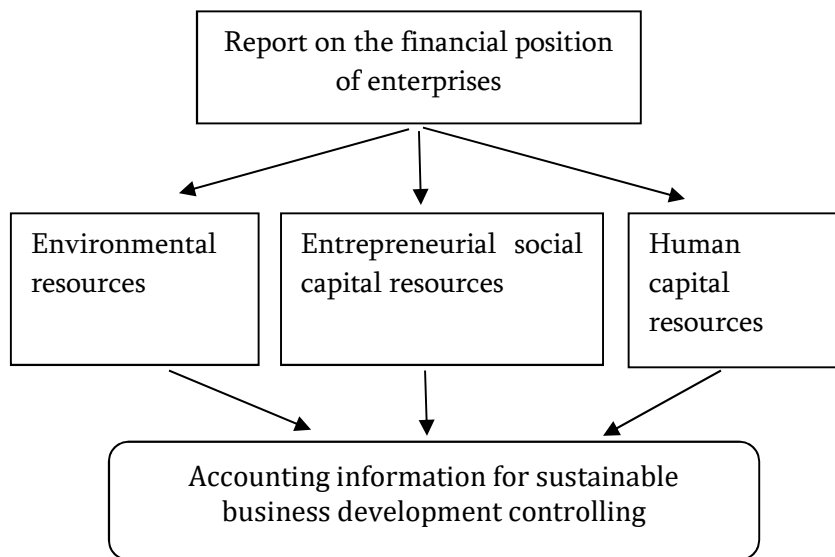 Report on the financial position
of enterprises
Environmental
resources
Entrepreneurial social
capital resources
Human
capital
resources
Accounting information for sustainable
business development controlling